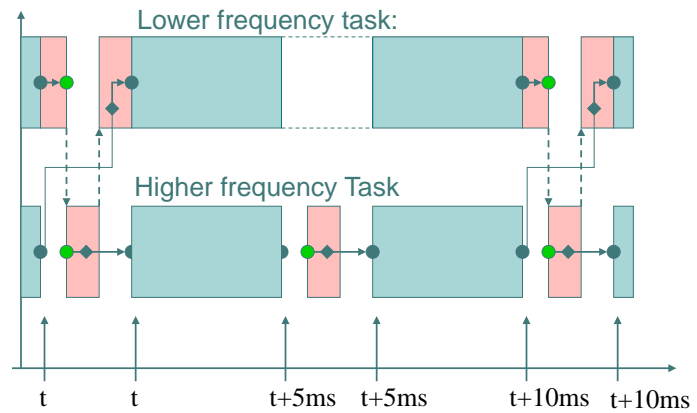 Lower frequency task:
Higher frequency Task
t t t+5ms t+5ms t+10ms t+10ms